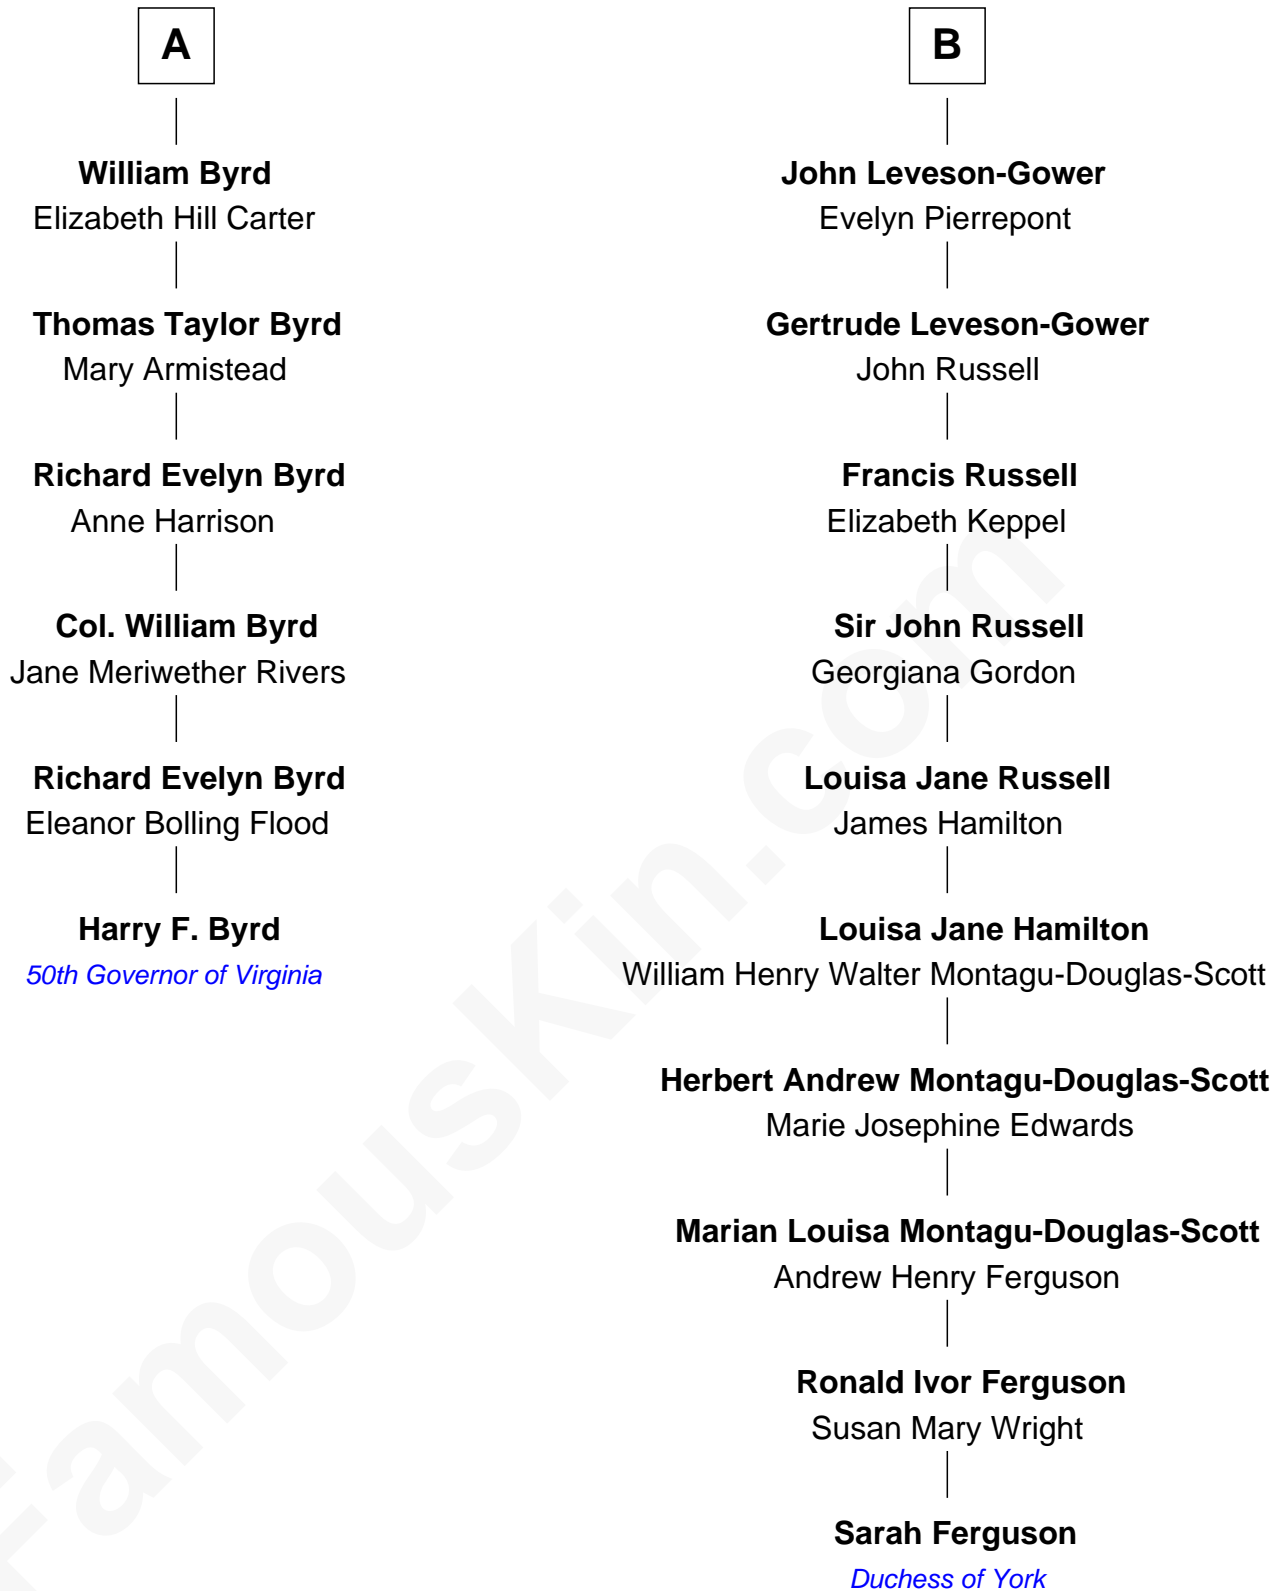 A
William Byrd
Elizabeth Hill Carter
Thomas Taylor Byrd
Mary Armistead
Richard Evelyn Byrd
Anne Harrison
Col. William Byrd
Jane Meriwether Rivers
Richard Evelyn Byrd
Eleanor Bolling Flood
Harry F. Byrd
50th Governor of Virginia
B
John Leveson-Gower
Evelyn Pierrepont
Gertrude Leveson-Gower
John Russell
Francis Russell
Elizabeth Keppel
Sir John Russell
Georgiana Gordon
Louisa Jane Russell
James Hamilton
Louisa Jane Hamilton
William Henry Walter Montagu-Douglas-Scott
Herbert Andrew Montagu-Douglas-Scott
Marie Josephine Edwards
Marian Louisa Montagu-Douglas-Scott
Andrew Henry Ferguson
Ronald Ivor Ferguson
Susan Mary Wright
Sarah Ferguson
Duchess of York
FamousKin.com